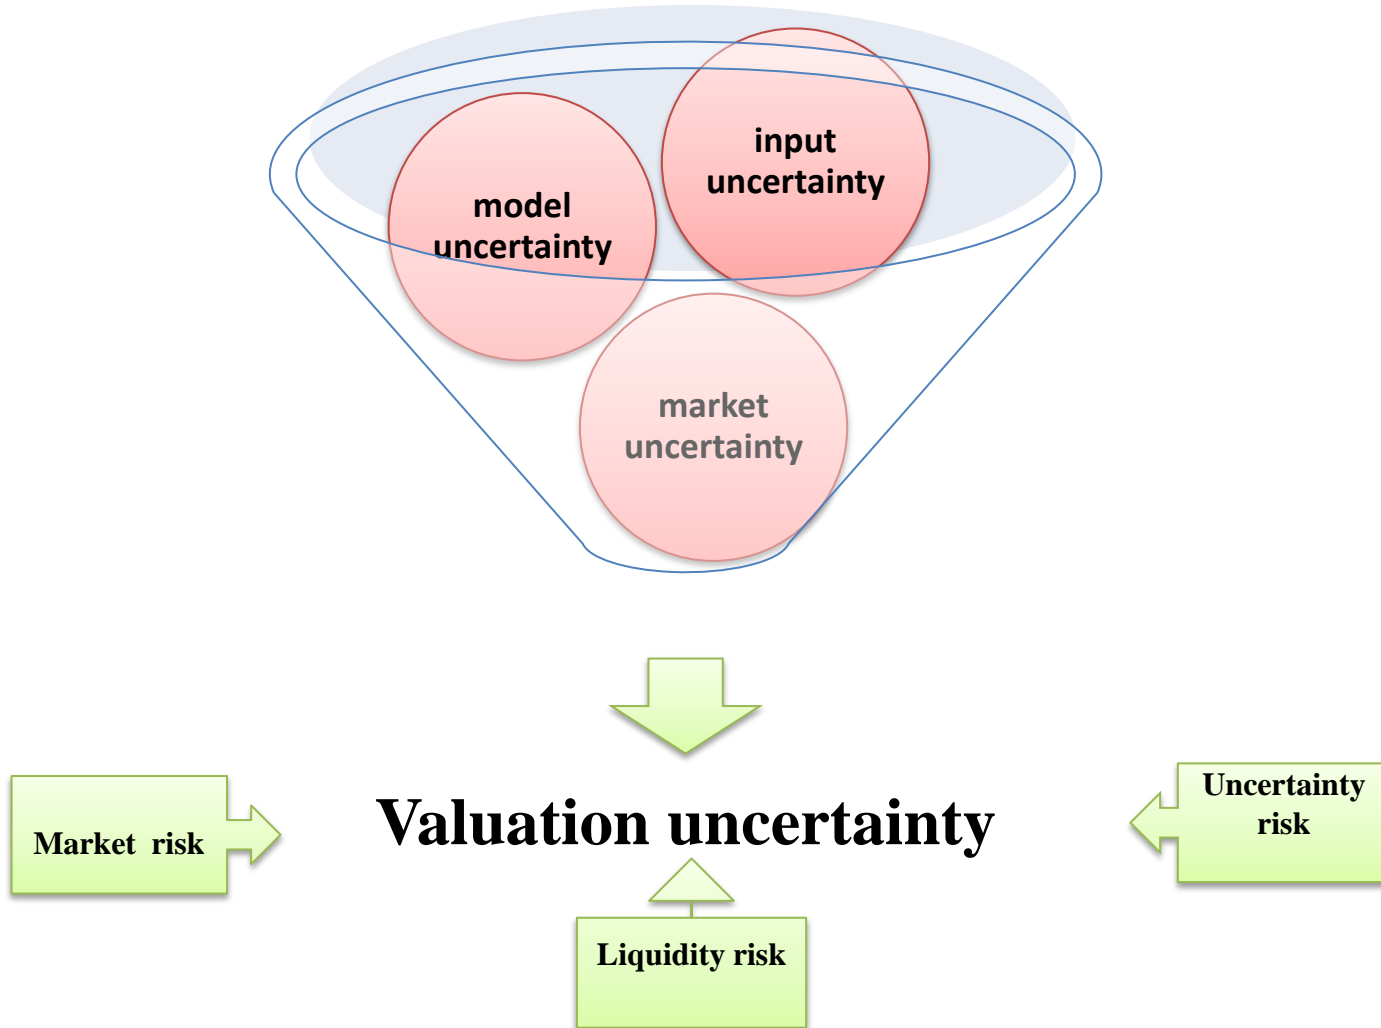 input
uncertainty
model
uncertainty
market
uncertainty
Valuation uncertainty
Market risk
Uncertainty
risk
Liquidity risk